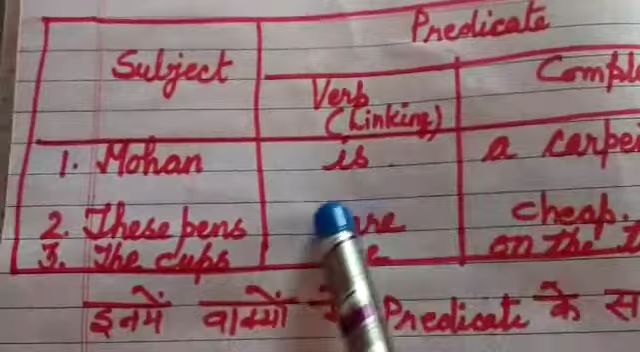 Predicate
Subject
Verb
(Linking)
1. Mohan is a
2. These pens cheap.
3. The cups on the
इनमें वाक्यों Predicate के